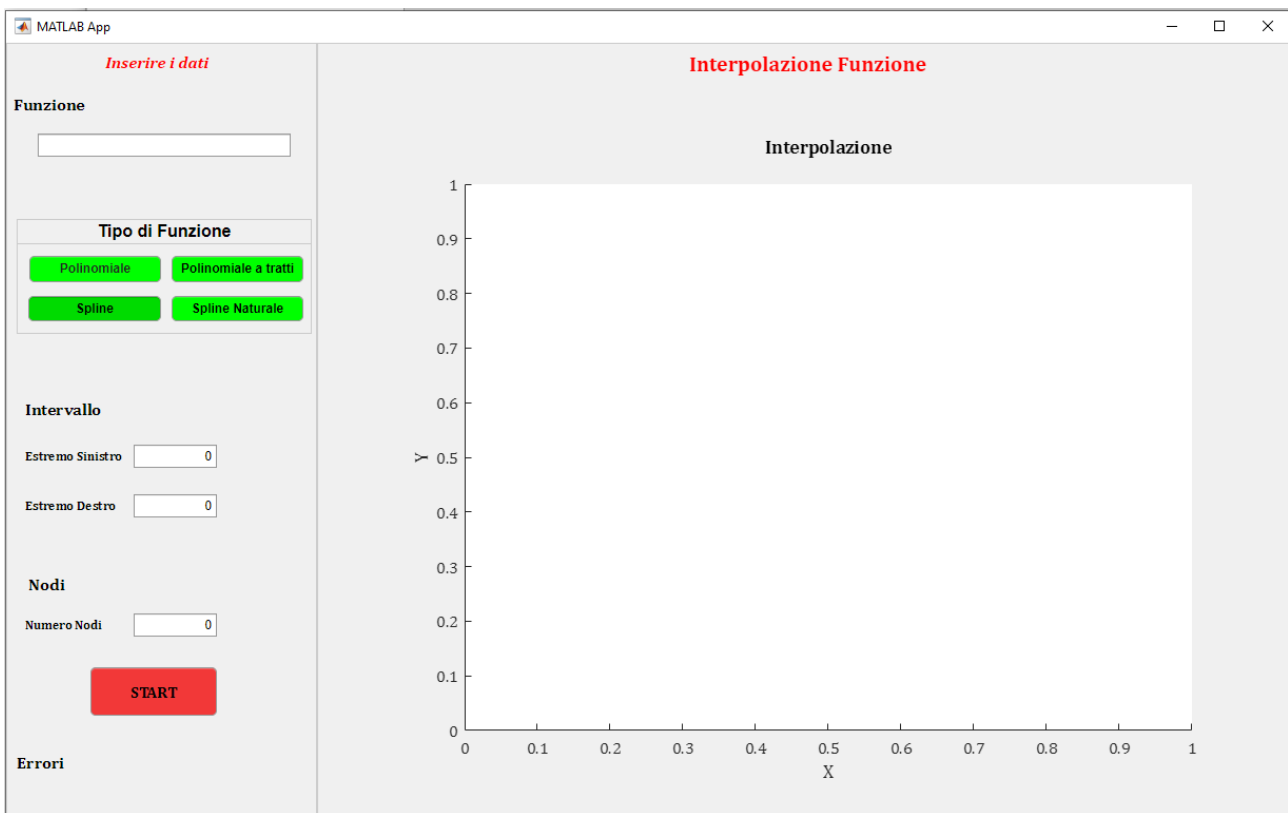 MATLAB App
Inserire i dati
Funzione
Tipo di Funzione
Polinomiale Polinomiale a tratti
Spline Spline Naturale
Intervallo
Estremo Sinistro 0
Estremo Destro 0
Nodi
Numero Nodi 0
START
Errori
Interpolazione Funzione
Interpolazione
1
0.9
0.8
0.7
0.6
Y 0.5
0.4
0.3
0.2
0.1
0
0 0.1 0.2 0.3 0.4 0.5 0.6 0.7 0.8 0.9 1
X